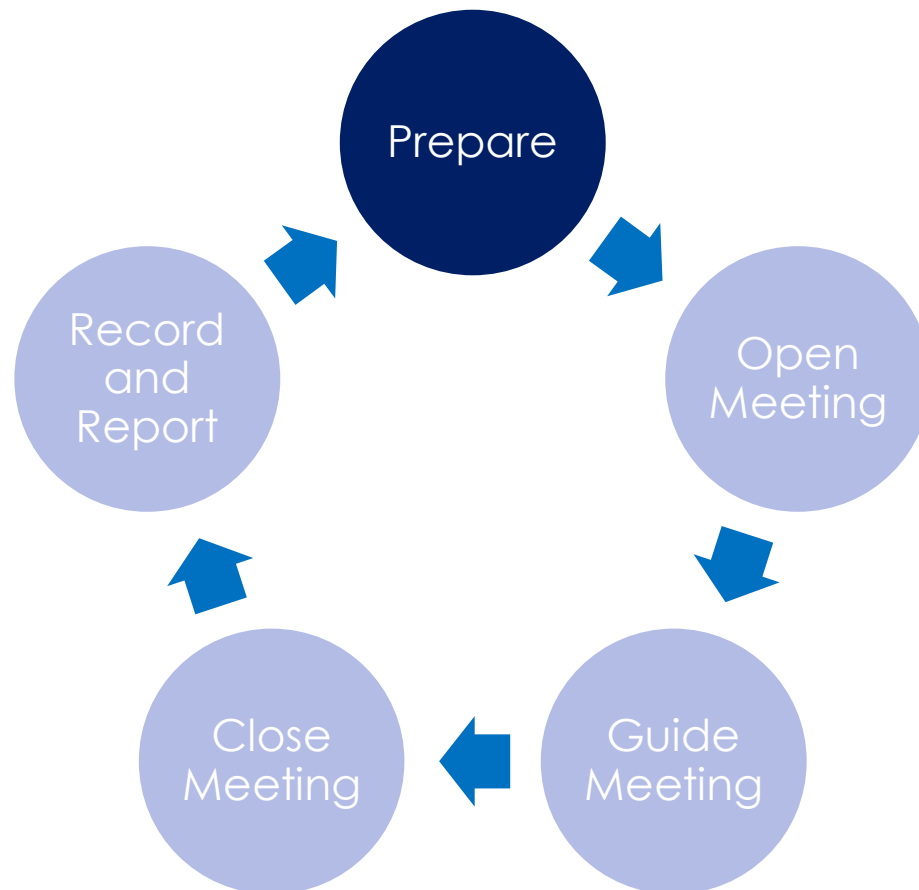 Prepare
Open
Meeting
Guide
Meeting
Close
Meeting
Record
and
Report